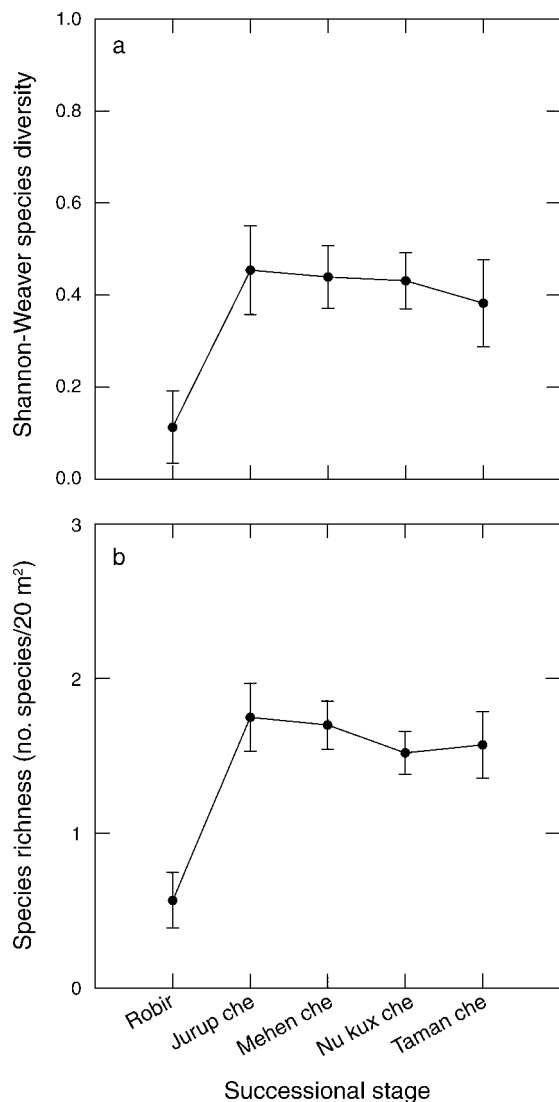 a
Shannon-Weaver species diversity
1.0
0.8
0.6
0.4
0.2
0.0
b
Species richness (no. species/20 m²)
3
2
1
0
Robir
Jurup che
Mehen che
Nu kux che
Taman che
Successional stage